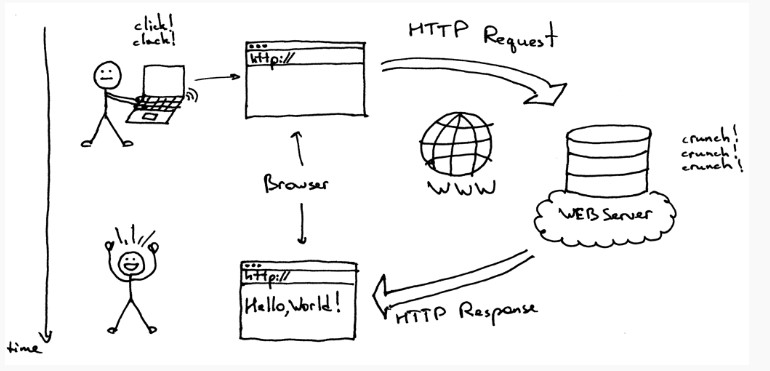 click!
clack!
http://
HTTP Request
crunch!
crunch!
crunch!
WWW
Browser
WEB Server
http://
Hello, World!
HTTP Response
time